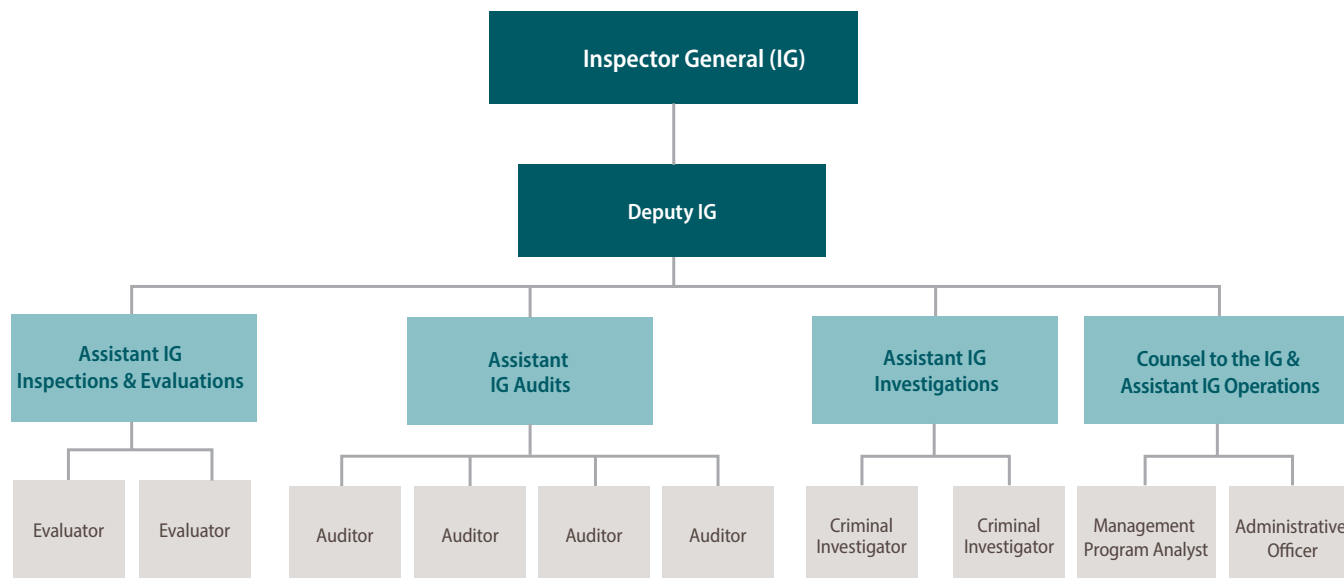 Inspector General (IG)
Deputy IG
Assistant IG
Inspections & Evaluations
Assistant
IG Audits
Assistant IG
Investigations
Counsel to the IG &
Assistant IG Operations
Evaluator
Evaluator
Auditor
Auditor
Auditor
Auditor
Criminal
Investigator
Criminal
Investigator
Management
Program Analyst
Administrative
Officer